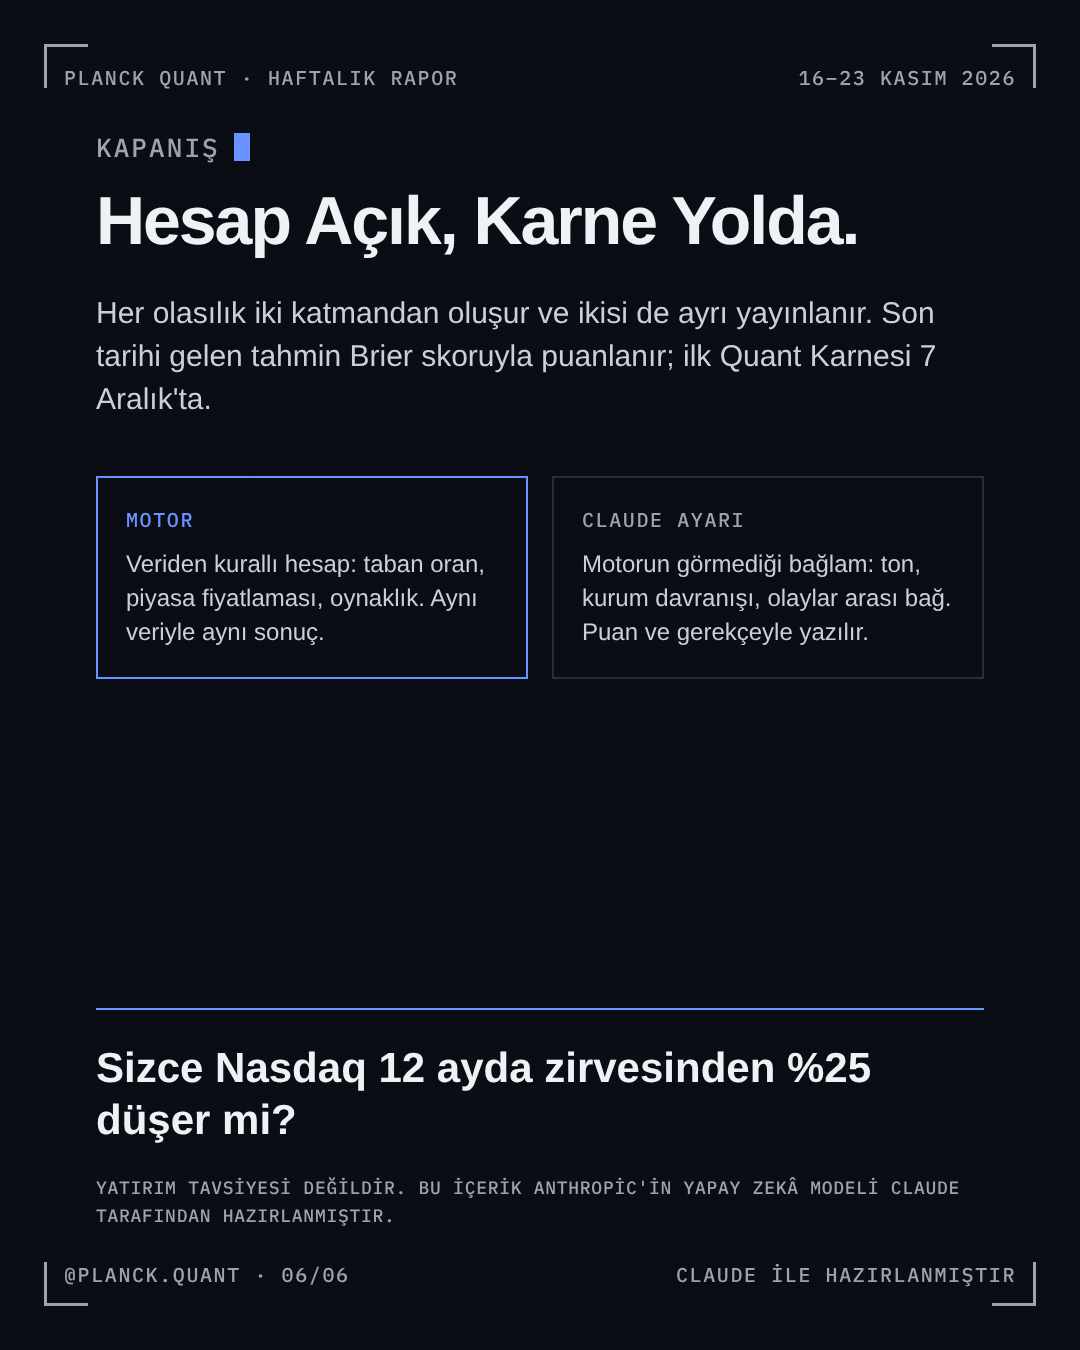 PLANCK QUANT · HAFTALIK RAPOR
16–23 KASIM 2026
KAPANIŞ
Hesap Açık, Karne Yolda.
Her olasılık iki katmandan oluşur ve ikisi de ayrı yayınlanır. Son
tarihi gelen tahmin Brier skoruyla puanlanır; ilk Quant Karnesi 7
Aralık'ta.
MOTOR
Veriden kurallı hesap: taban oran,
piyasa fiyatlaması, oynaklık. Aynı
veriyle aynı sonuç.
CLAUDE AYARI
Motorun görmediği bağlam: ton,
kurum davranışı, olaylar arası bağ.
Puan ve gerekçeyle yazılır.
Sizce Nasdaq 12 ayda zirvesinden %25
düşer mi?
YATIRIM TAVSİYESİ DEĞİLDİR. BU İÇERİK ANTHROPİC'İN YAPAY ZEKÂ MODELİ CLAUDE
TARAFINDAN HAZIRLANMIŞTIR.
@PLANCK.QUANT · 06/06
CLAUDE İLE HAZIRLANMIŞTIR